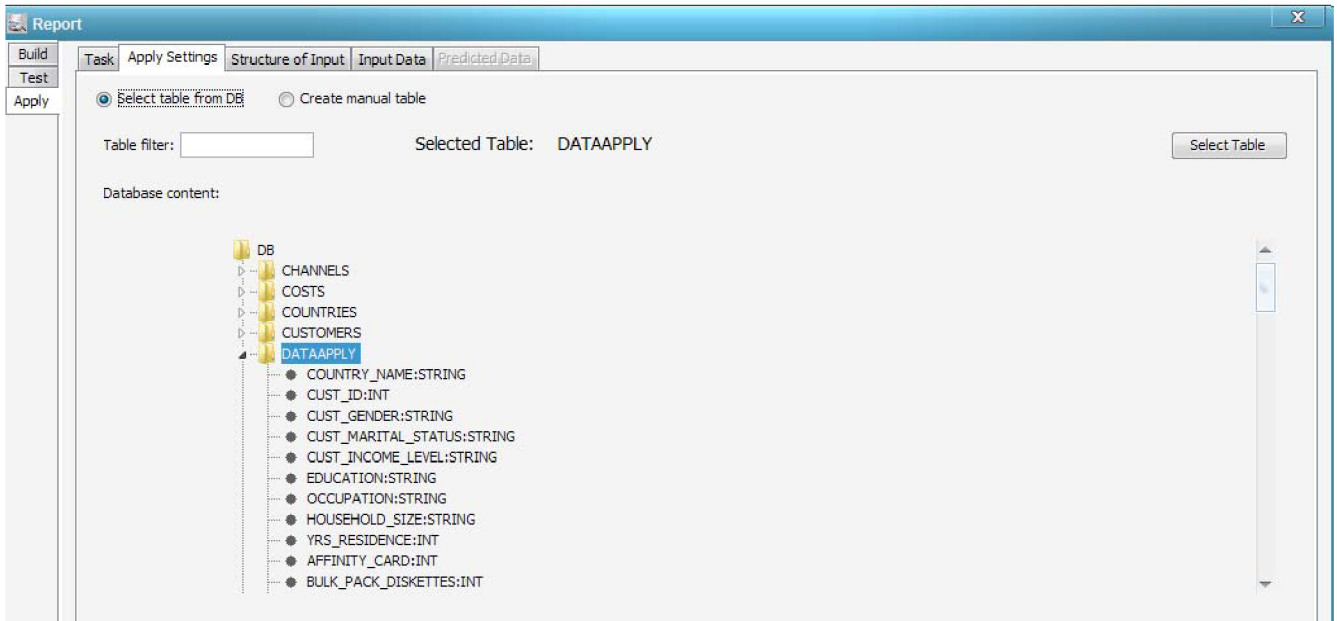 Report
X
Build
Test
Apply
Task Apply Settings Structure of Input Input Data Predicted Data
Select table from DB Create manual table
Table filter: Selected Table: DATAAPPLY Select Table
Database content:
DB
CHANNELS
COSTS
COUNTRIES
CUSTOMERS
DATAAPPLY
COUNTRY_NAME:STRING
CUST_ID:INT
CUST_GENDER:STRING
CUST_MARITAL_STATUS:STRING
CUST_INCOME_LEVEL:STRING
EDUCATION:STRING
OCCUPATION:STRING
HOUSEHOLD_SIZE:STRING
YRS_RESIDENCE:INT
AFFINITY_CARD:INT
BULK_PACK_DISKETTES:INT